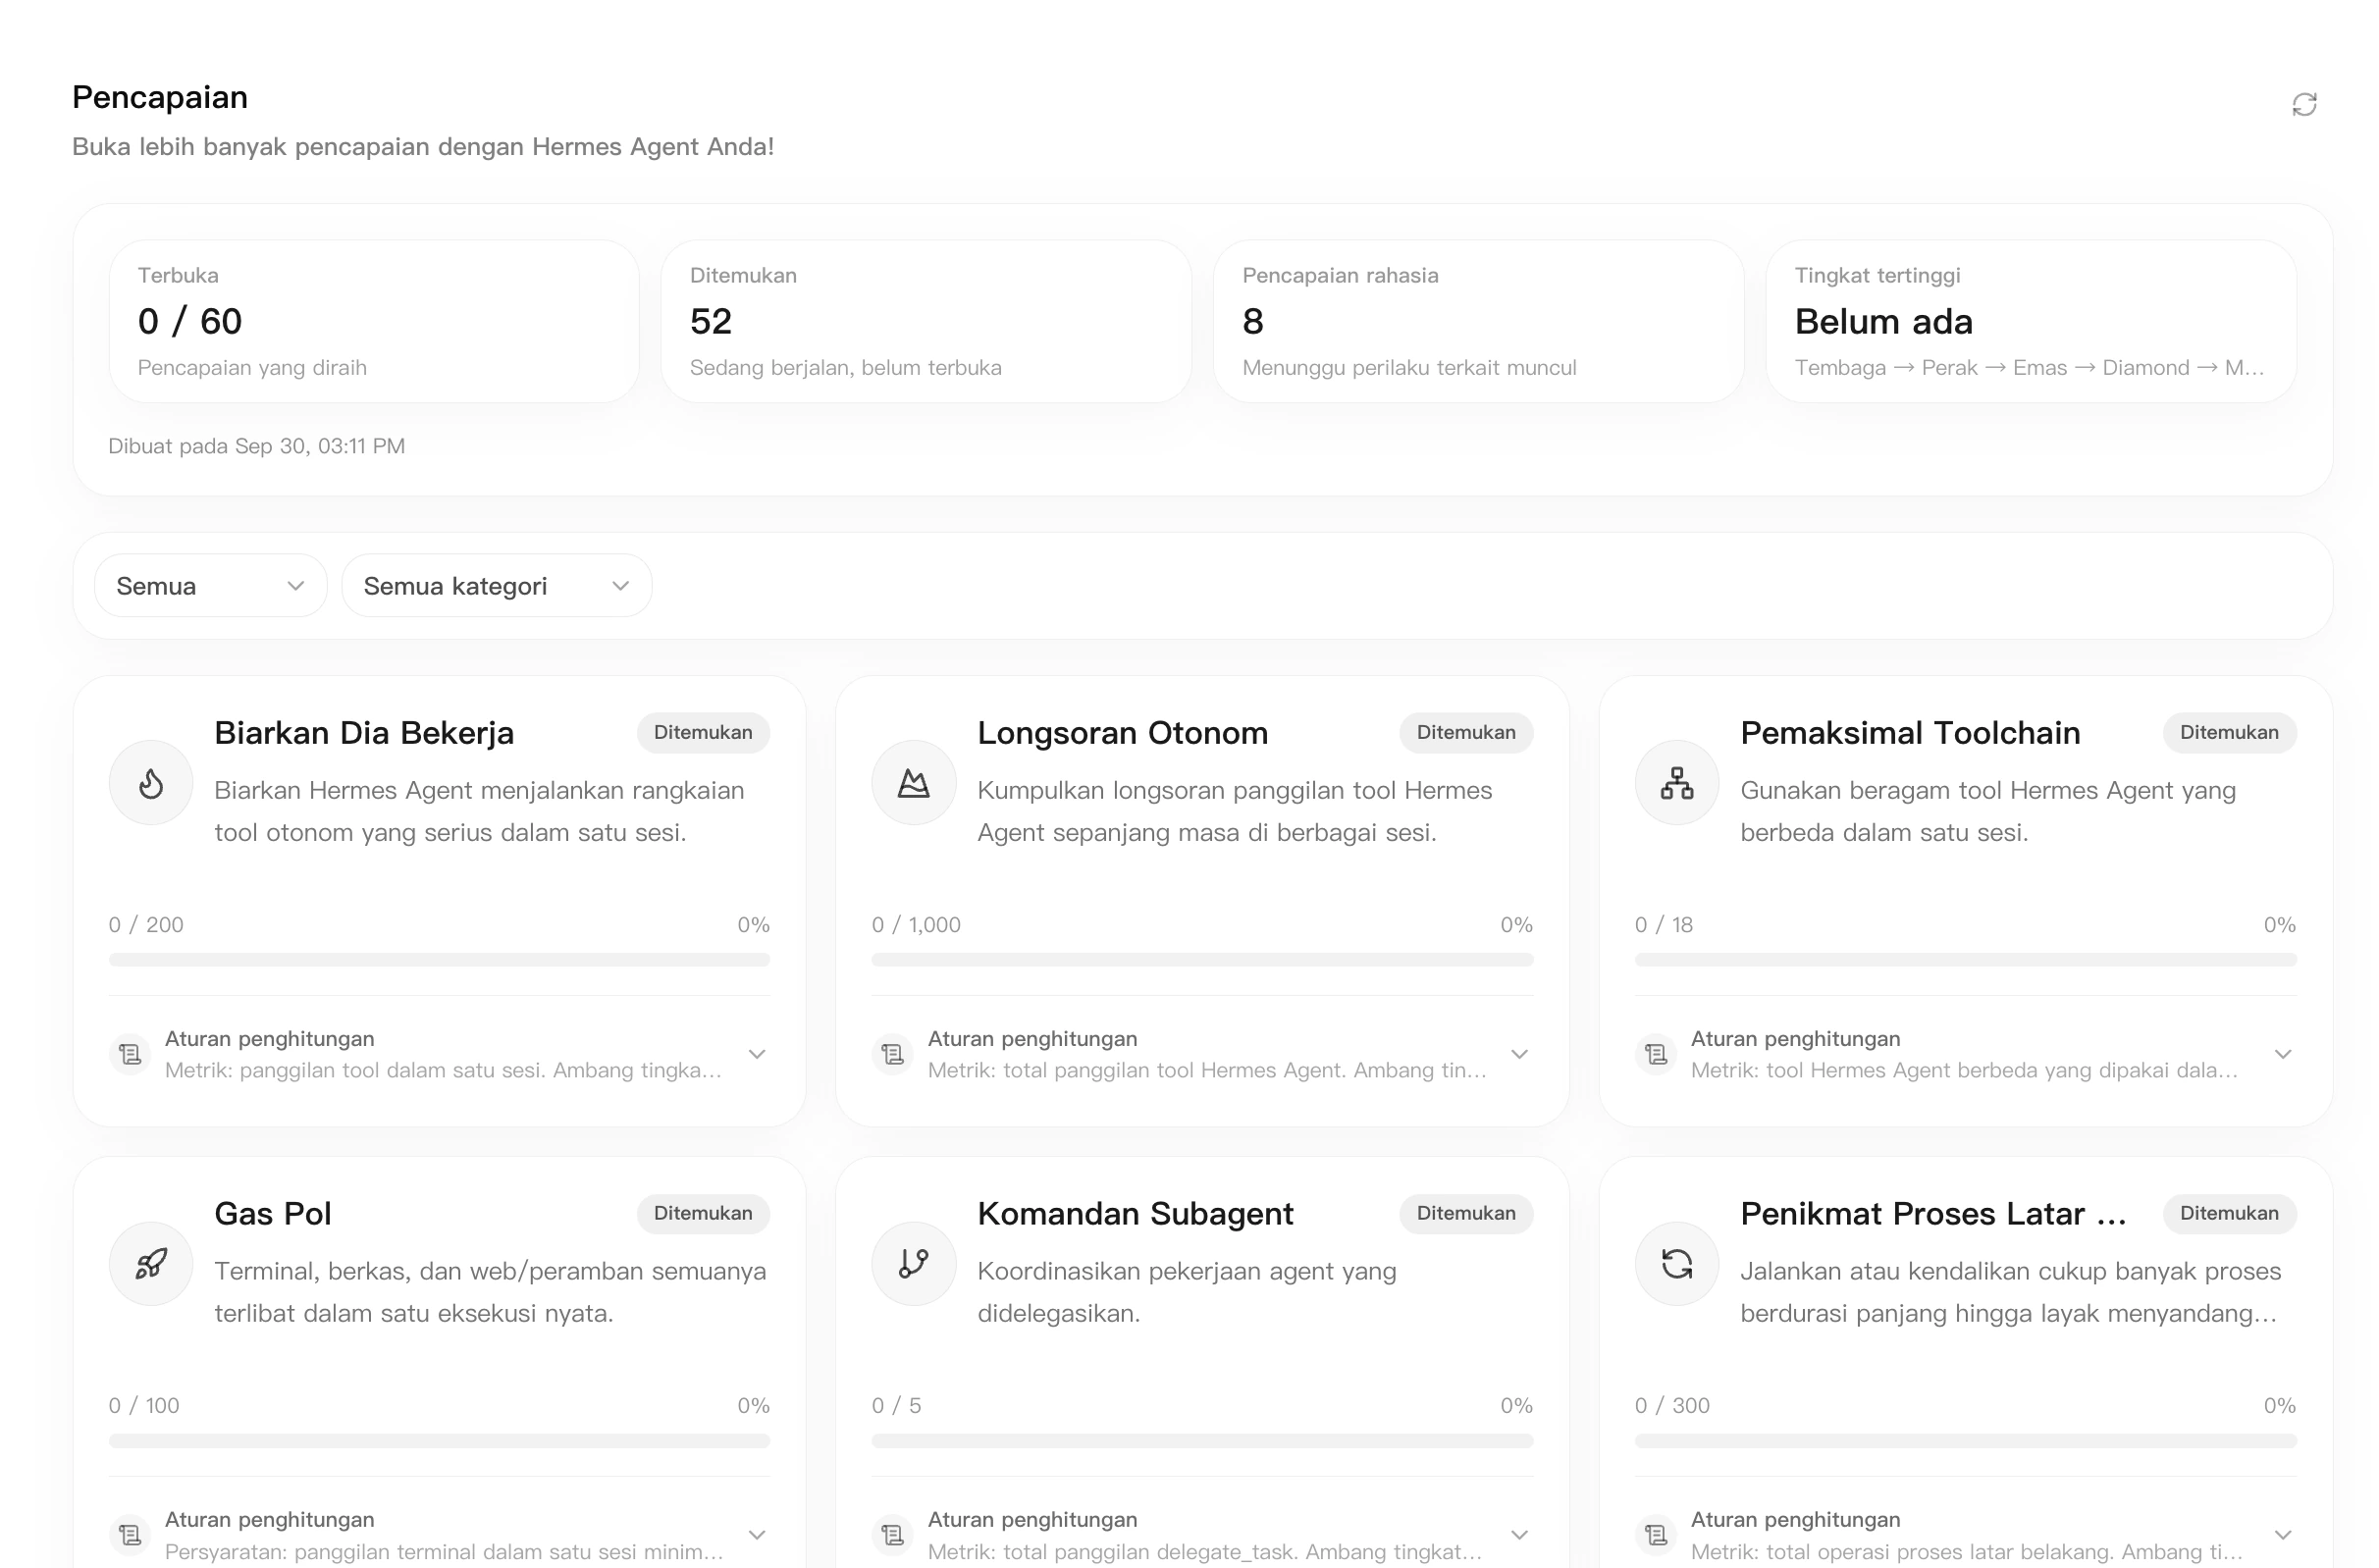 Pencapaian
Buka lebih banyak pencapaian dengan Hermes Agent Anda!
Terbuka
0 / 60
Pencapaian yang diraih
Ditemukan
52
Sedang berjalan, belum terbuka
Pencapaian rahasia
8
Menunggu perilaku terkait muncul
Tingkat tertinggi
Belum ada
Tembaga → Perak → Emas → Diamond → M...
Dibuat pada Sep 30, 03:11 PM
Semua
Semua kategori
Biarkan Dia Bekerja
Ditemukan
Biarkan Hermes Agent menjalankan rangkaian
tool otonom yang serius dalam satu sesi.
0 / 200
0%
Aturan penghitungan
Metrik: panggilan tool dalam satu sesi. Ambang tingka...
Longsoran Otonom
Ditemukan
Kumpulkan longsoran panggilan tool Hermes
Agent sepanjang masa di berbagai sesi.
0 / 1,000
0%
Aturan penghitungan
Metrik: total panggilan tool Hermes Agent. Ambang tin...
Pemaksimal Toolchain
Ditemukan
Gunakan beragam tool Hermes Agent yang
berbeda dalam satu sesi.
0 / 18
0%
Aturan penghitungan
Metrik: tool Hermes Agent berbeda yang dipakai dala...
Gas Pol
Ditemukan
Terminal, berkas, dan web/peramban semuanya
terlibat dalam satu eksekusi nyata.
0 / 100
0%
Aturan penghitungan
Persyaratan: panggilan terminal dalam satu sesi minim...
Komandan Subagent
Ditemukan
Koordinasikan pekerjaan agent yang
didelegasikan.
0 / 5
0%
Aturan penghitungan
Metrik: total panggilan delegate_task. Ambang tingkat...
Penikmat Proses Latar ...
Ditemukan
Jalankan atau kendalikan cukup banyak proses
berdurasi panjang hingga layak menyandang...
0 / 300
0%
Aturan penghitungan
Metrik: total operasi proses latar belakang. Ambang ti...